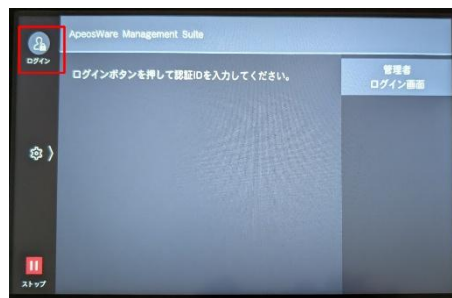 ApeosWare Management Suite
ログイン
ログインボタンを押して認証IDを入力してください。
管理者
ログイン画面
ストップ